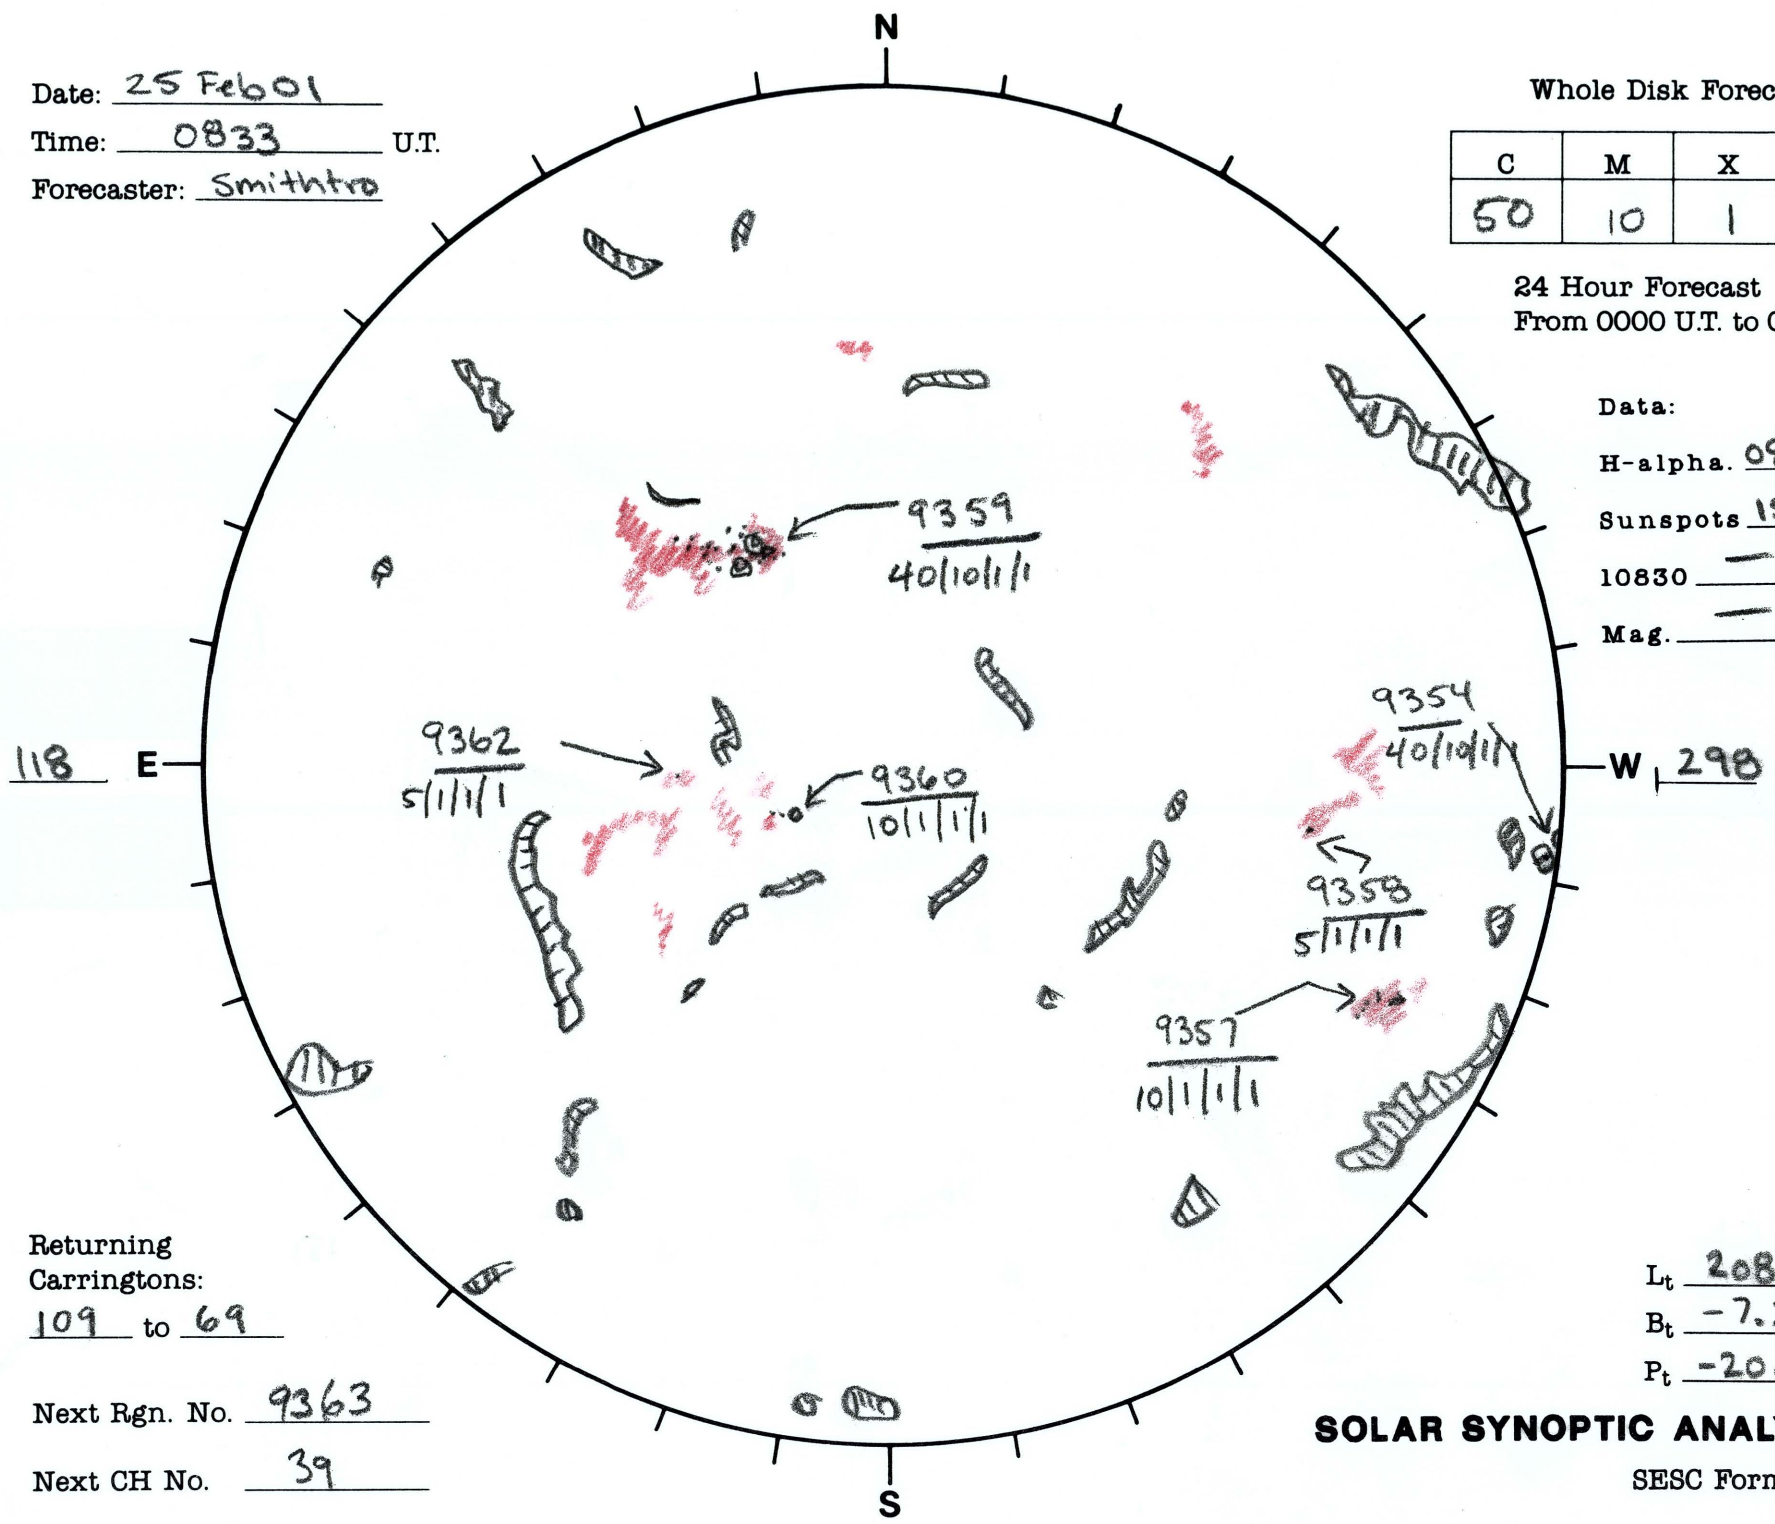 N
Date: 25 Feb 01
Time: 0833 U.T.
Forecaster: Smithtro
Whole Disk Forec
C M X
50 10 1
24 Hour Forecast
From 0000 U.T. to 0
Data:
H-alpha. 09
Sunspots 1
10830 —
Mag. —
9359
40/10/1/1
9354
40/10/1/1
9362
5/1/1/1
9360
10/1/1/1
118 E
W 298
9358
5/1/1/1
9357
10/1/1/1
Returning
Carringtons:
109 to 69
Next Rgn. No. 9363
Next CH No. 39
Lt 208
Bt -7.
Pt -20
SOLAR SYNOPTIC ANAL
SESC Form
S